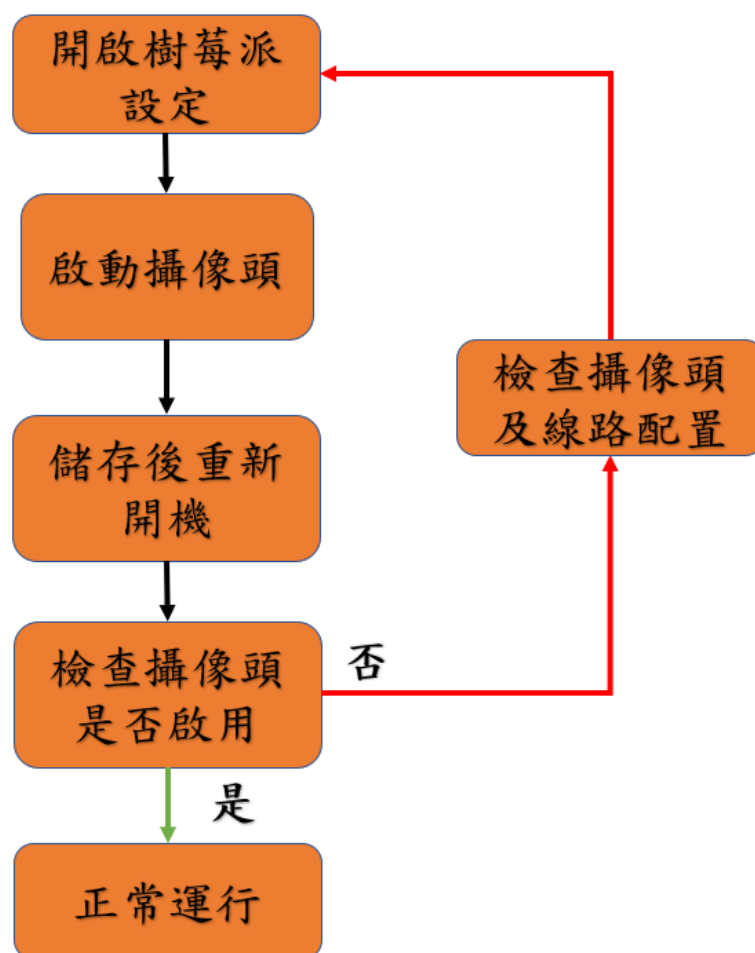 開啟樹莓派
設定
啟動攝像頭
儲存後重新
開機
檢查攝像頭
是否啟用
否
是
正常運行
檢查攝像頭
及線路配置